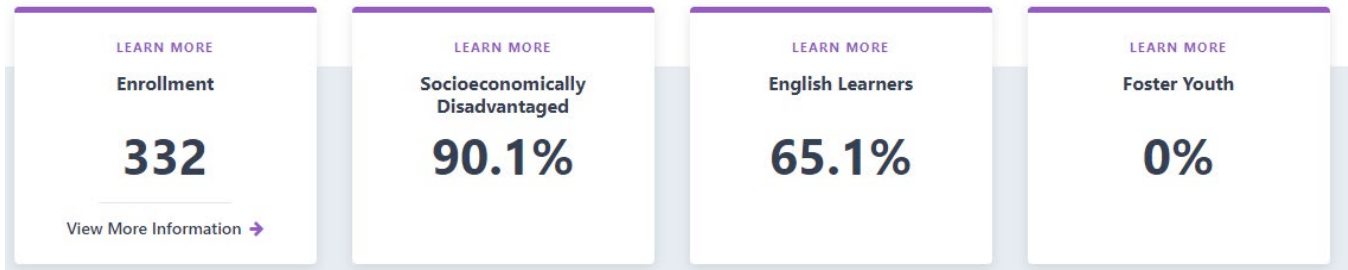 LEARN MORE
Enrollment
332
View More Information
LEARN MORE
Socioeconomically
Disadvantaged
90.1%
LEARN MORE
English Learners
65.1%
LEARN MORE
Foster Youth
0%